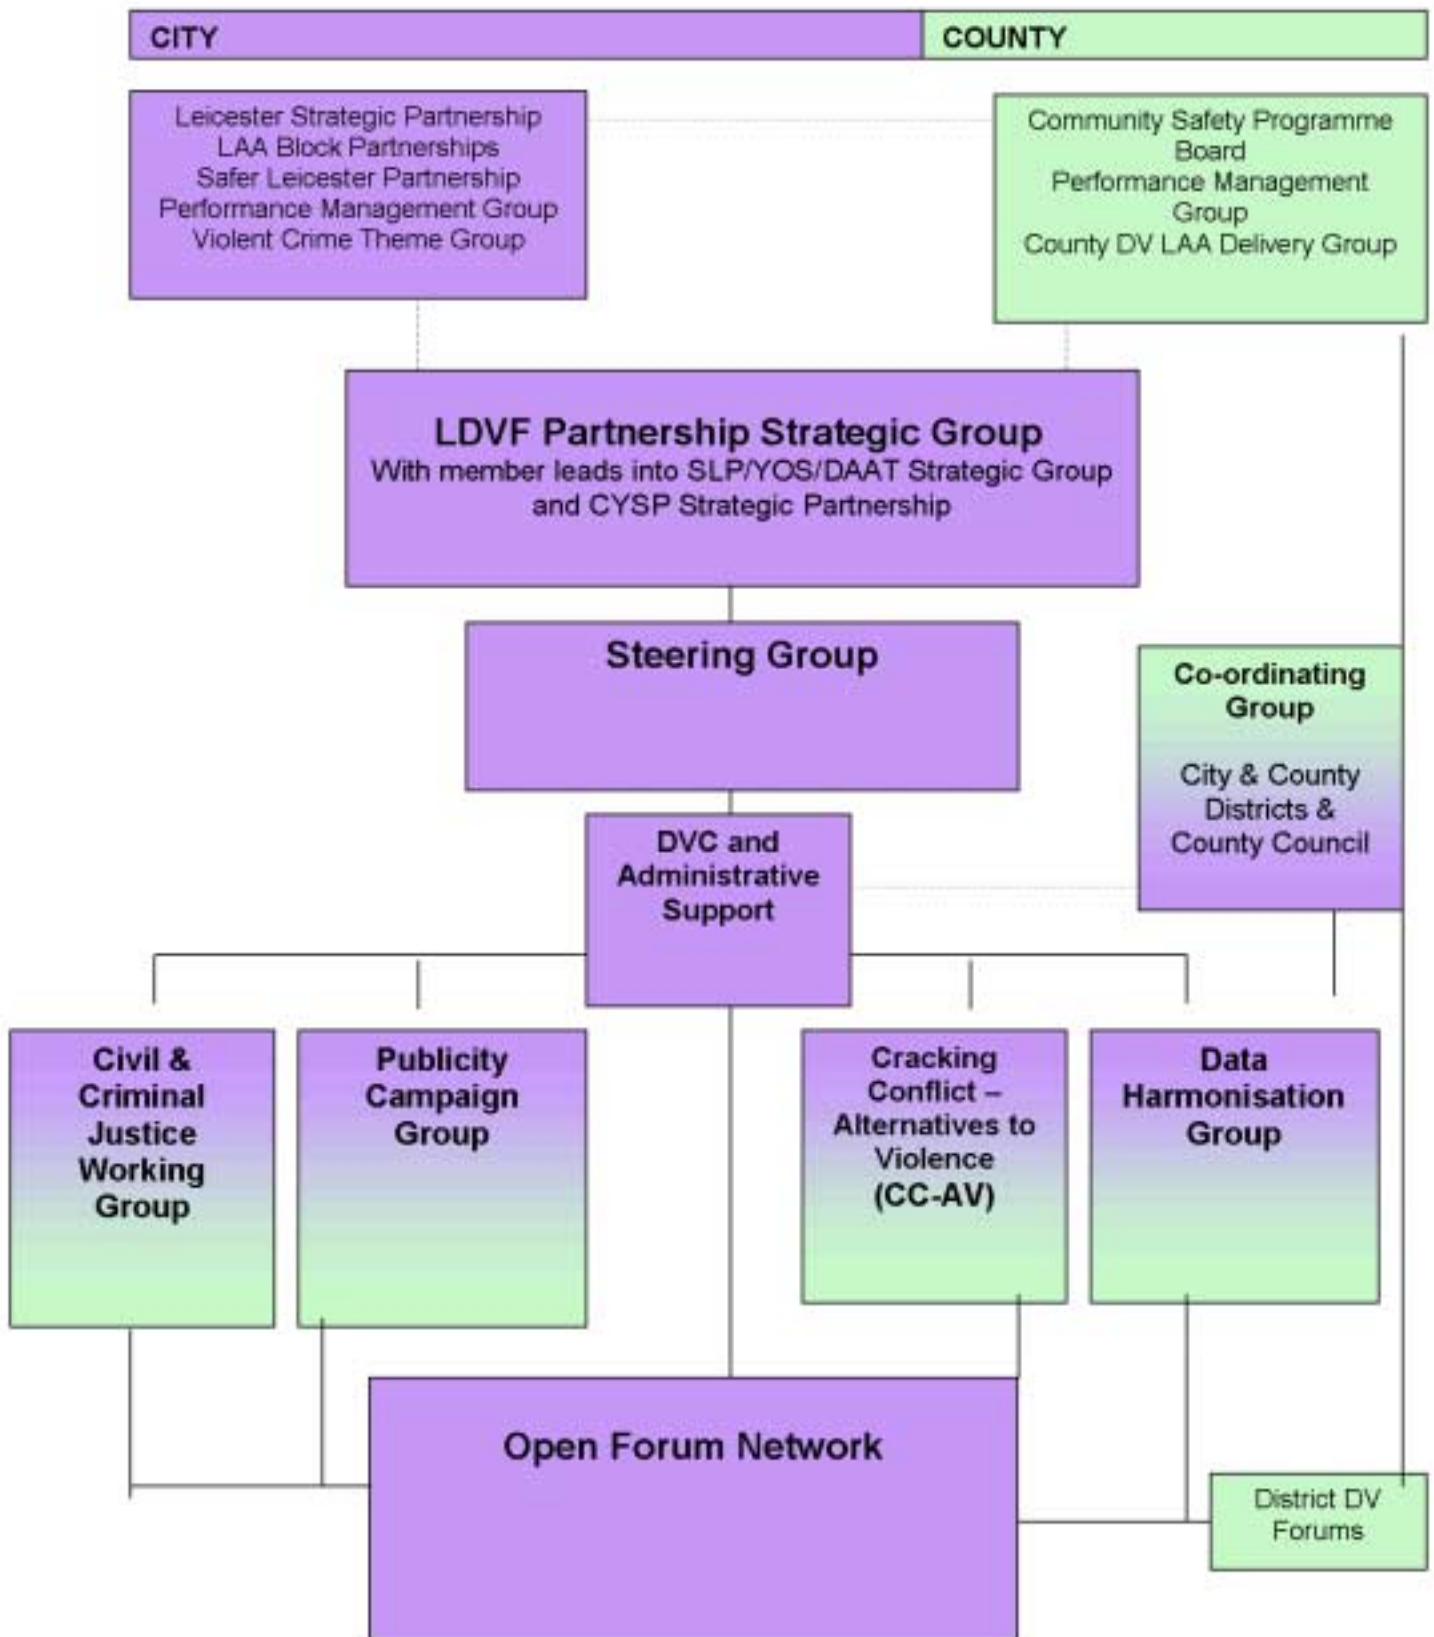 CITY
COUNTY
Leicester Strategic Partnership
LAA Block Partnerships
Safer Leicester Partnership
Performance Management Group
Violent Crime Theme Group
Community Safety Programme
Board
Performance Management
Group
County DV LAA Delivery Group
LDVF Partnership Strategic Group
With member leads into SLP/YOS/DAAT Strategic Group
and CYSP Strategic Partnership
Steering Group
Co-ordinating
Group
City & County
Districts &
County Council
DVC and
Administrative
Support
Civil &
Criminal
Justice
Working
Group
Publicity
Campaign
Group
Cracking
Conflict –
Alternatives to
Violence
(CC-AV)
Data
Harmonisation
Group
Open Forum Network
District DV
Forums